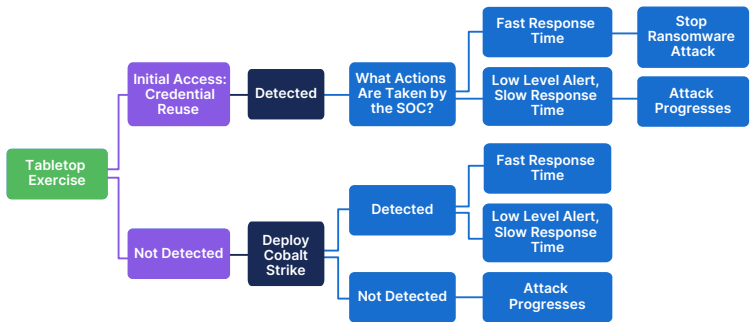 Tabletop
Exercise
Initial Access:
Credential
Reuse
Detected
What Actions
Are Taken by
the SOC?
Fast Response
Time
Stop
Ransomware
Attack
Low Level Alert,
Slow Response
Time
Attack
Progresses
Not Detected
Deploy
Cobalt
Strike
Detected
Fast Response
Time
Low Level Alert,
Slow Response
Time
Not Detected
Attack
Progresses